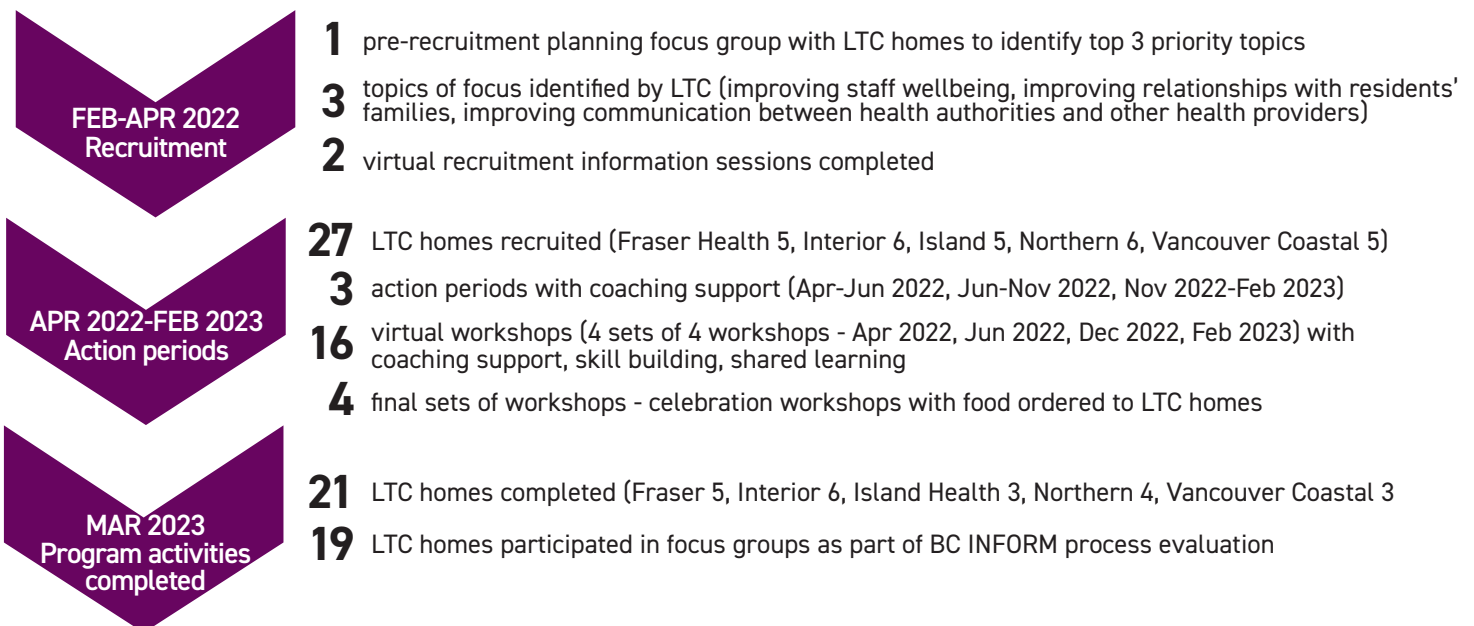 FEB-APR 2022
Recruitment
1 pre-recruitment planning focus group with LTC homes to identify top 3 priority topics
3 topics of focus identified by LTC (improving staff wellbeing, improving relationships with residents’
families, improving communication between health authorities and other health providers)
2 virtual recruitment information sessions completed
APR 2022-FEB 2023
Action periods
27 LTC homes recruited (Fraser Health 5, Interior 6, Island 5, Northern 6, Vancouver Coastal 5)
3 action periods with coaching support (Apr-Jun 2022, Jun-Nov 2022, Nov 2022-Feb 2023)
16 virtual workshops (4 sets of 4 workshops - Apr 2022, Jun 2022, Dec 2022, Feb 2023) with
coaching support, skill building, shared learning
4 final sets of workshops - celebration workshops with food ordered to LTC homes
MAR 2023
Program activities
completed
21 LTC homes completed (Fraser 5, Interior 6, Island Health 3, Northern 4, Vancouver Coastal 3
19 LTC homes participated in focus groups as part of BC INFORM process evaluation